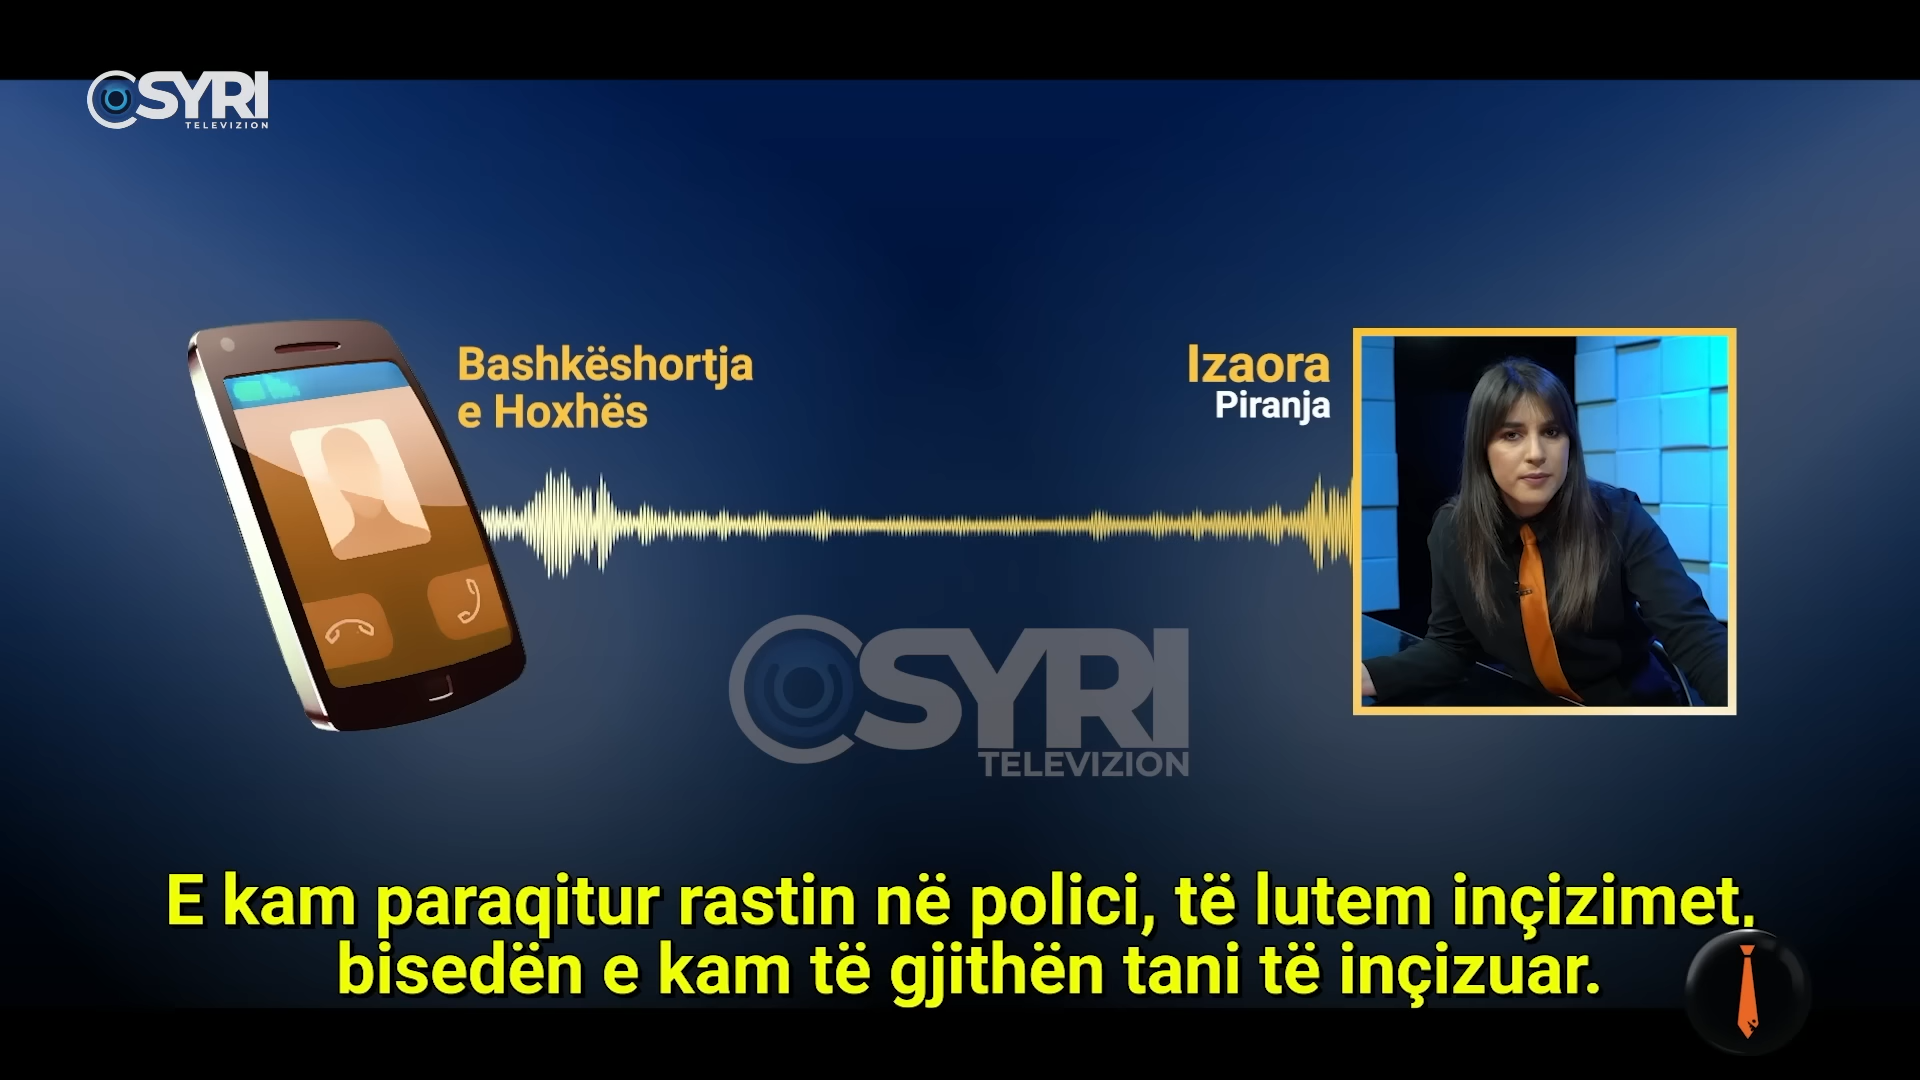 SYRI
TELEVIZION
Bashkëshortja
e Hoxhës
Izaora
Piranja
SYRI
TELEVIZION
E kam paraqitur rastin në polici, të lutem inçizimet,
bisedën e kam të gjithën tani të inçizuar.